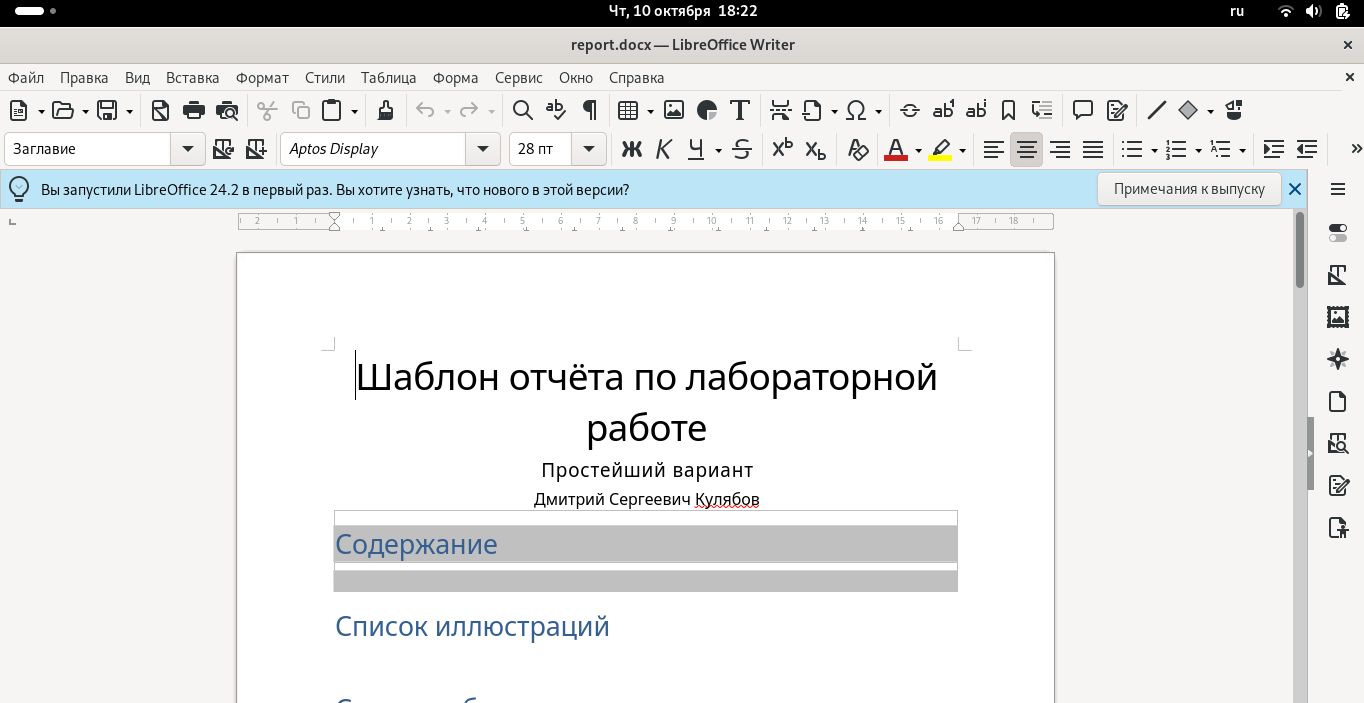 Чт, 10 октября 18:22
ru
report.docx — LibreOffice Writer
Файл Правка Вид Вставка Формат Стили Таблица Форма Сервис Окно Справка
Заглавие
Aptos Display
28 пт
Вы запустили LibreOffice 24.2 в первый раз. Вы хотите узнать, что нового в этой версии?
Примечания к выпуску
2 1 1 2 3 4 5 6 7 8 9 10 11 12 13 14 15 16 17 18
Шаблон отчёта по лабораторной
работе
Простейший вариант
Дмитрий Сергеевич Кулябов
Содержание
Список иллюстраций